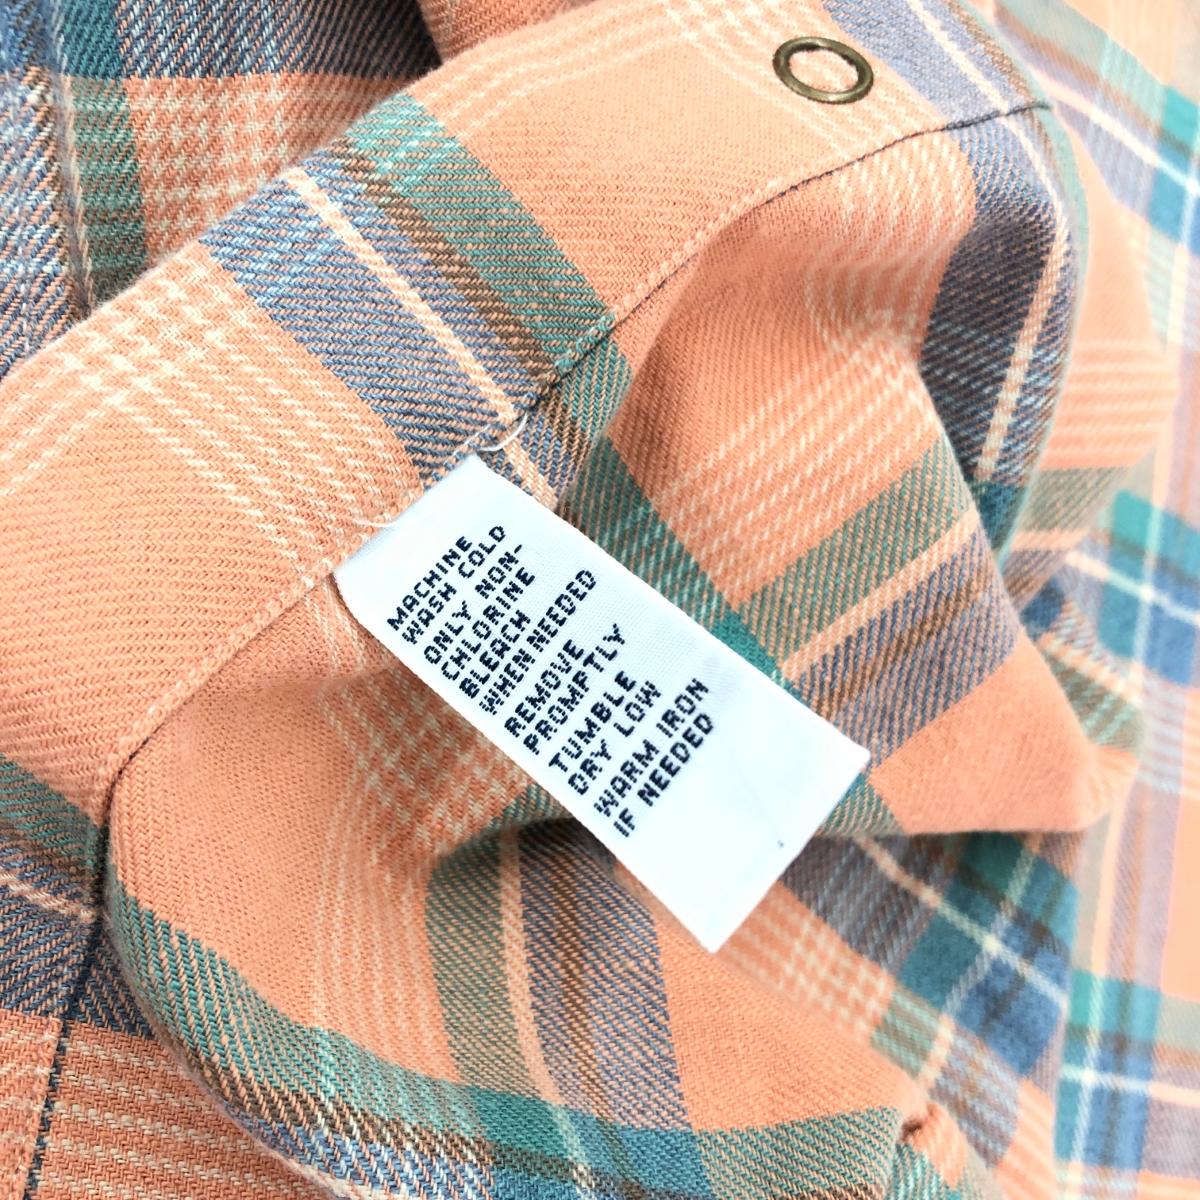 MACHINE
WASH COLD
ONLY NON-
CHLORINE
BLEACH
WHEN NEEDED
REMOVE
PROMPTLY
TUMBLE
DRY LOW
WARM IRON
IF NEEDED